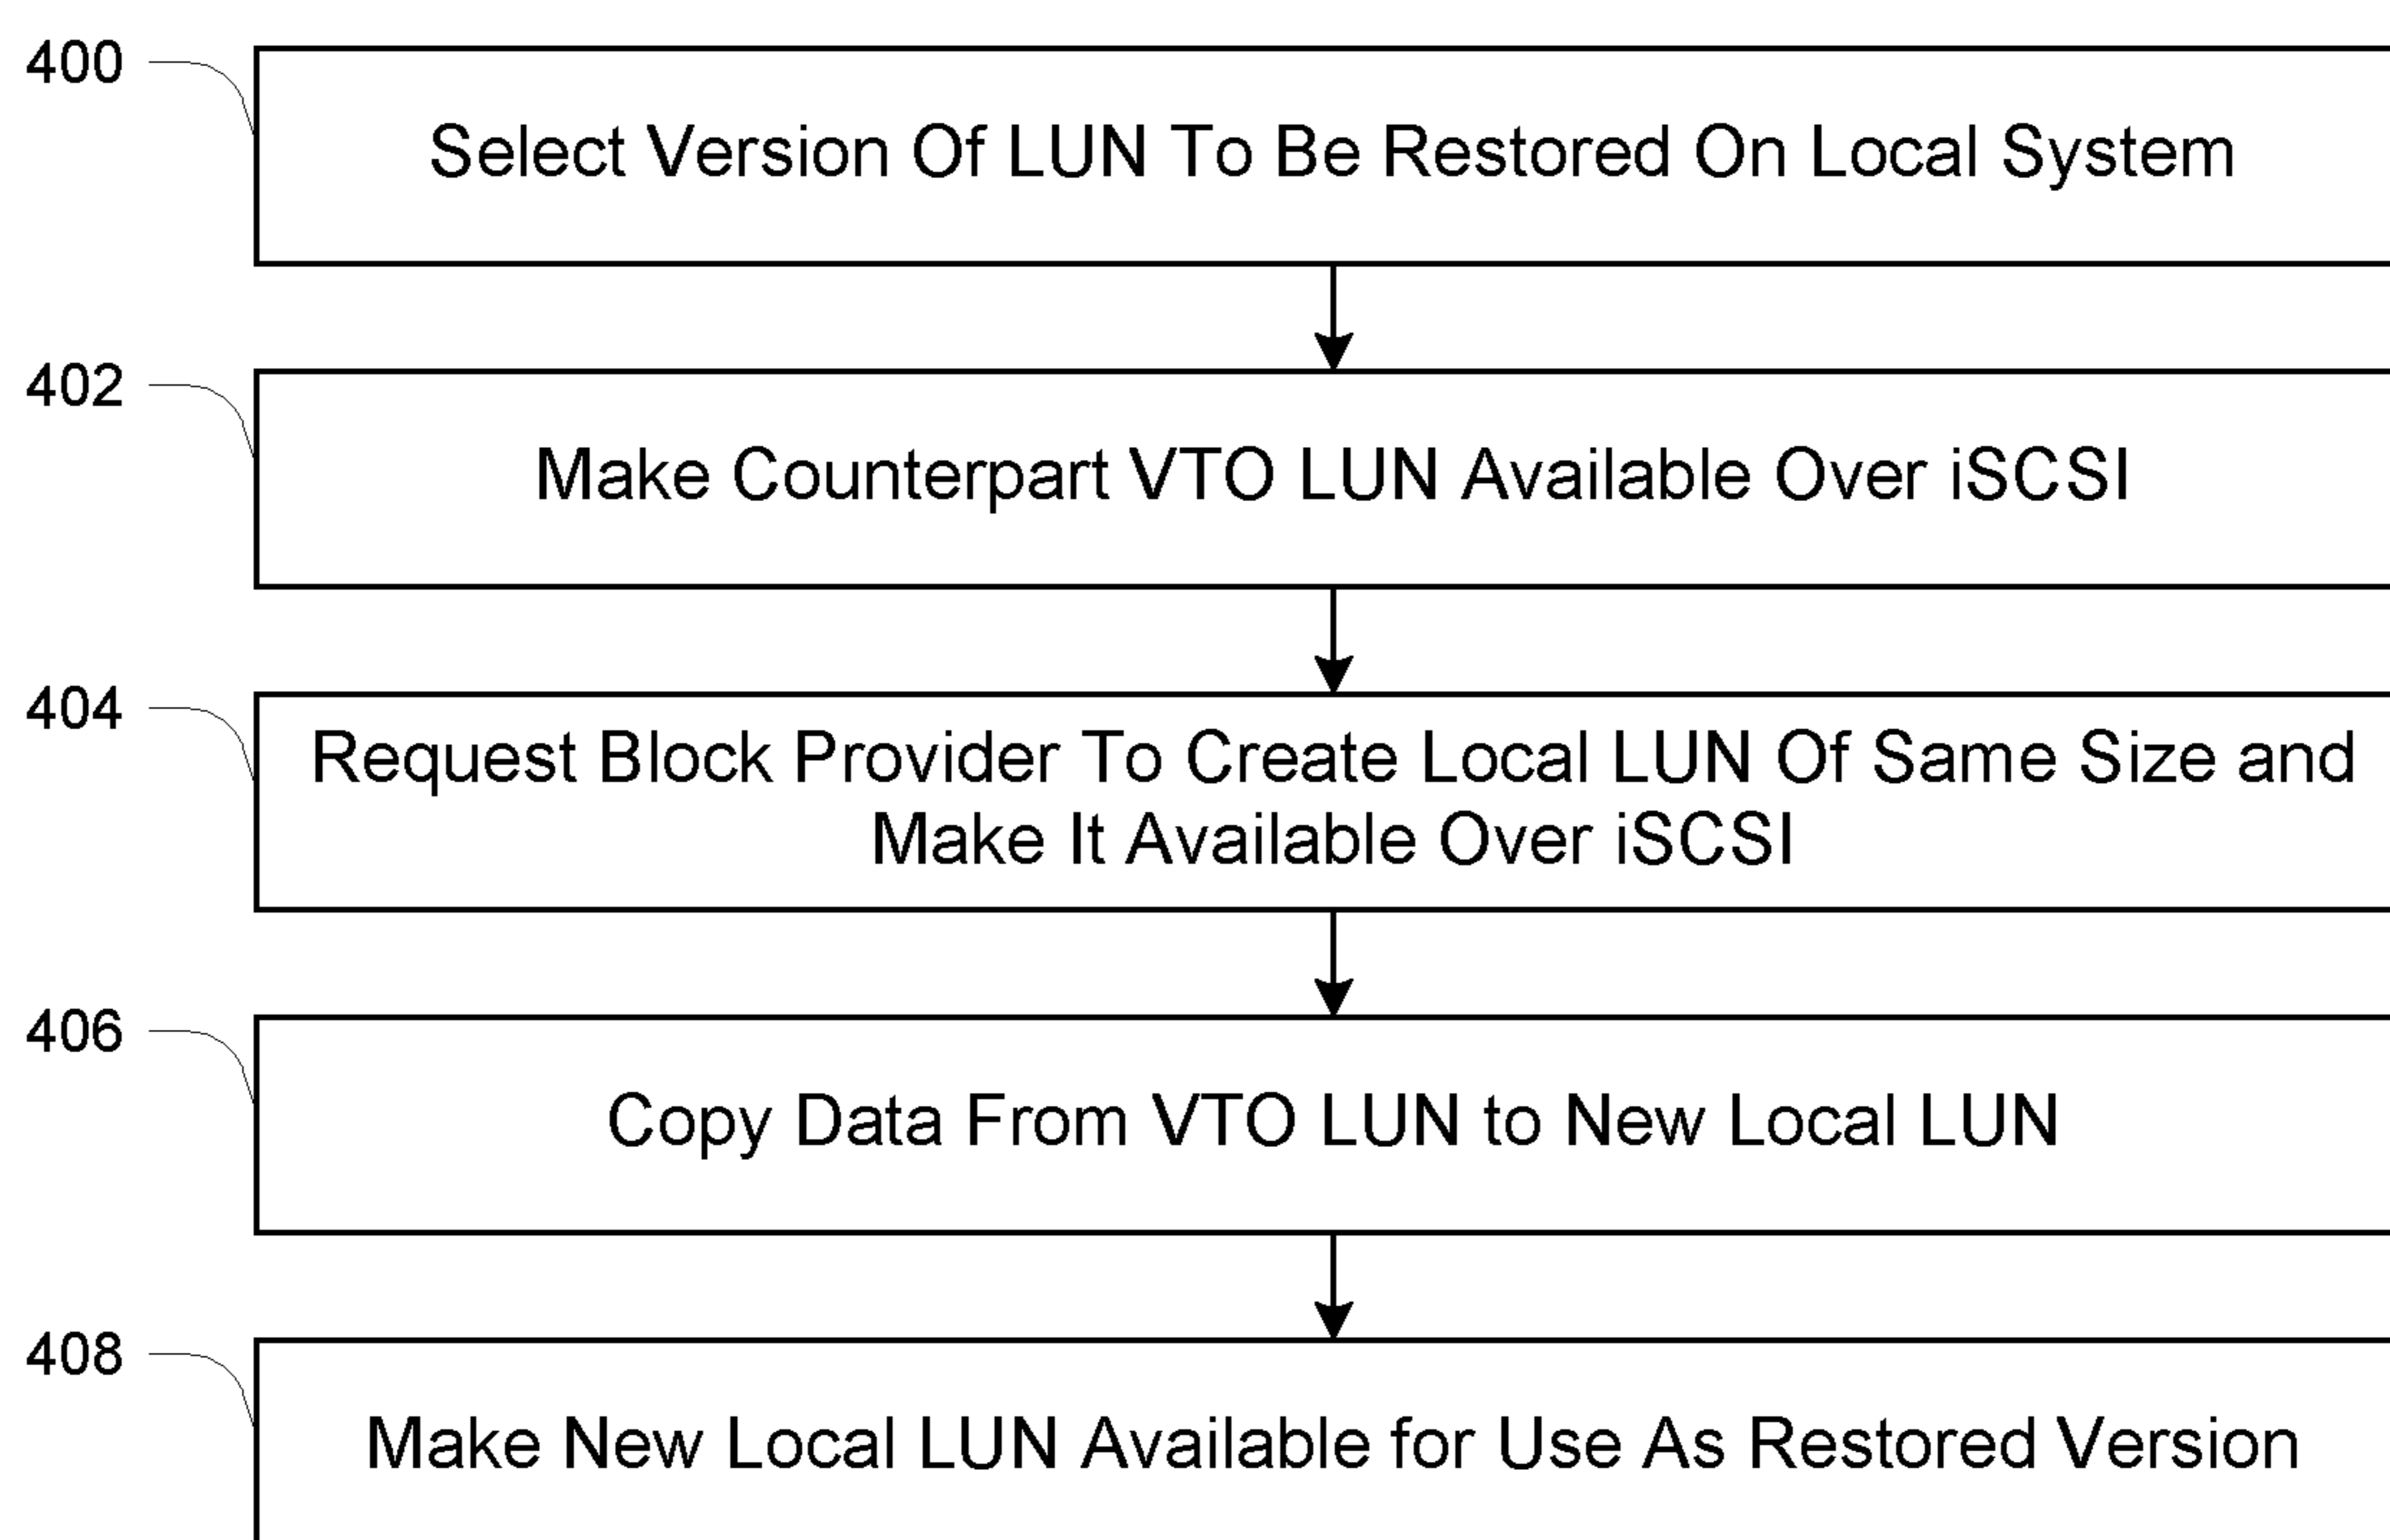 400
Select Version Of LUN To Be Restored On Local System
402
Make Counterpart VTO LUN Available Over iSCSI
404
Request Block Provider To Create Local LUN Of Same Size and
Make It Available Over iSCSI
406
Copy Data From VTO LUN to New Local LUN
408
Make New Local LUN Available for Use As Restored Version